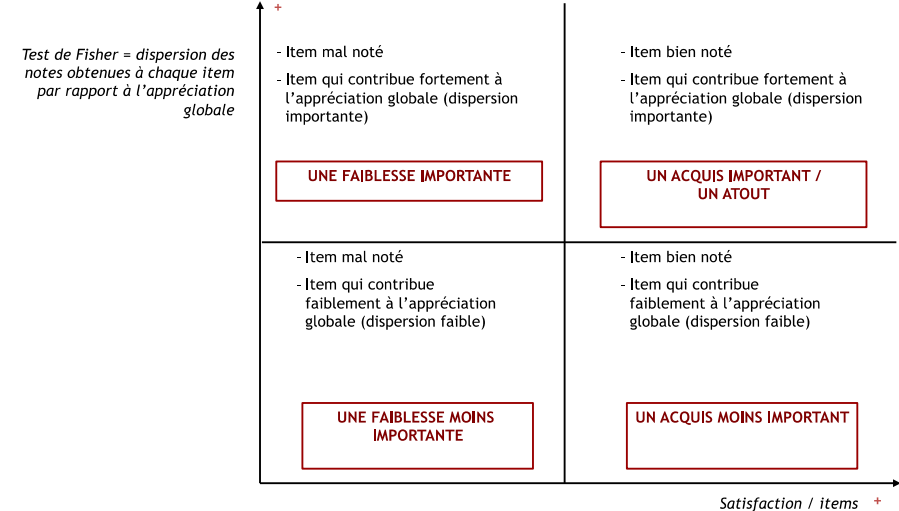 +
Test de Fisher = dispersion des
notes obtenues à chaque item
par rapport à l'appréciation
globale
- Item mal noté
- Item qui contribue fortement à
l'appréciation globale (dispersion
importante)
UNE FAIBLESSE IMPORTANTE
- Item bien noté
- Item qui contribue fortement à
l'appréciation globale (dispersion
importante)
UN ACQUIS IMPORTANT /
UN ATOUT
- Item mal noté
- Item qui contribue
faiblement à l'appréciation
globale (dispersion faible)
UNE FAIBLESSE MOINS
IMPORTANTE
- Item bien noté
- Item qui contribue
faiblement à l'appréciation
globale (dispersion faible)
UN ACQUIS MOINS IMPORTANT
Satisfaction / items +